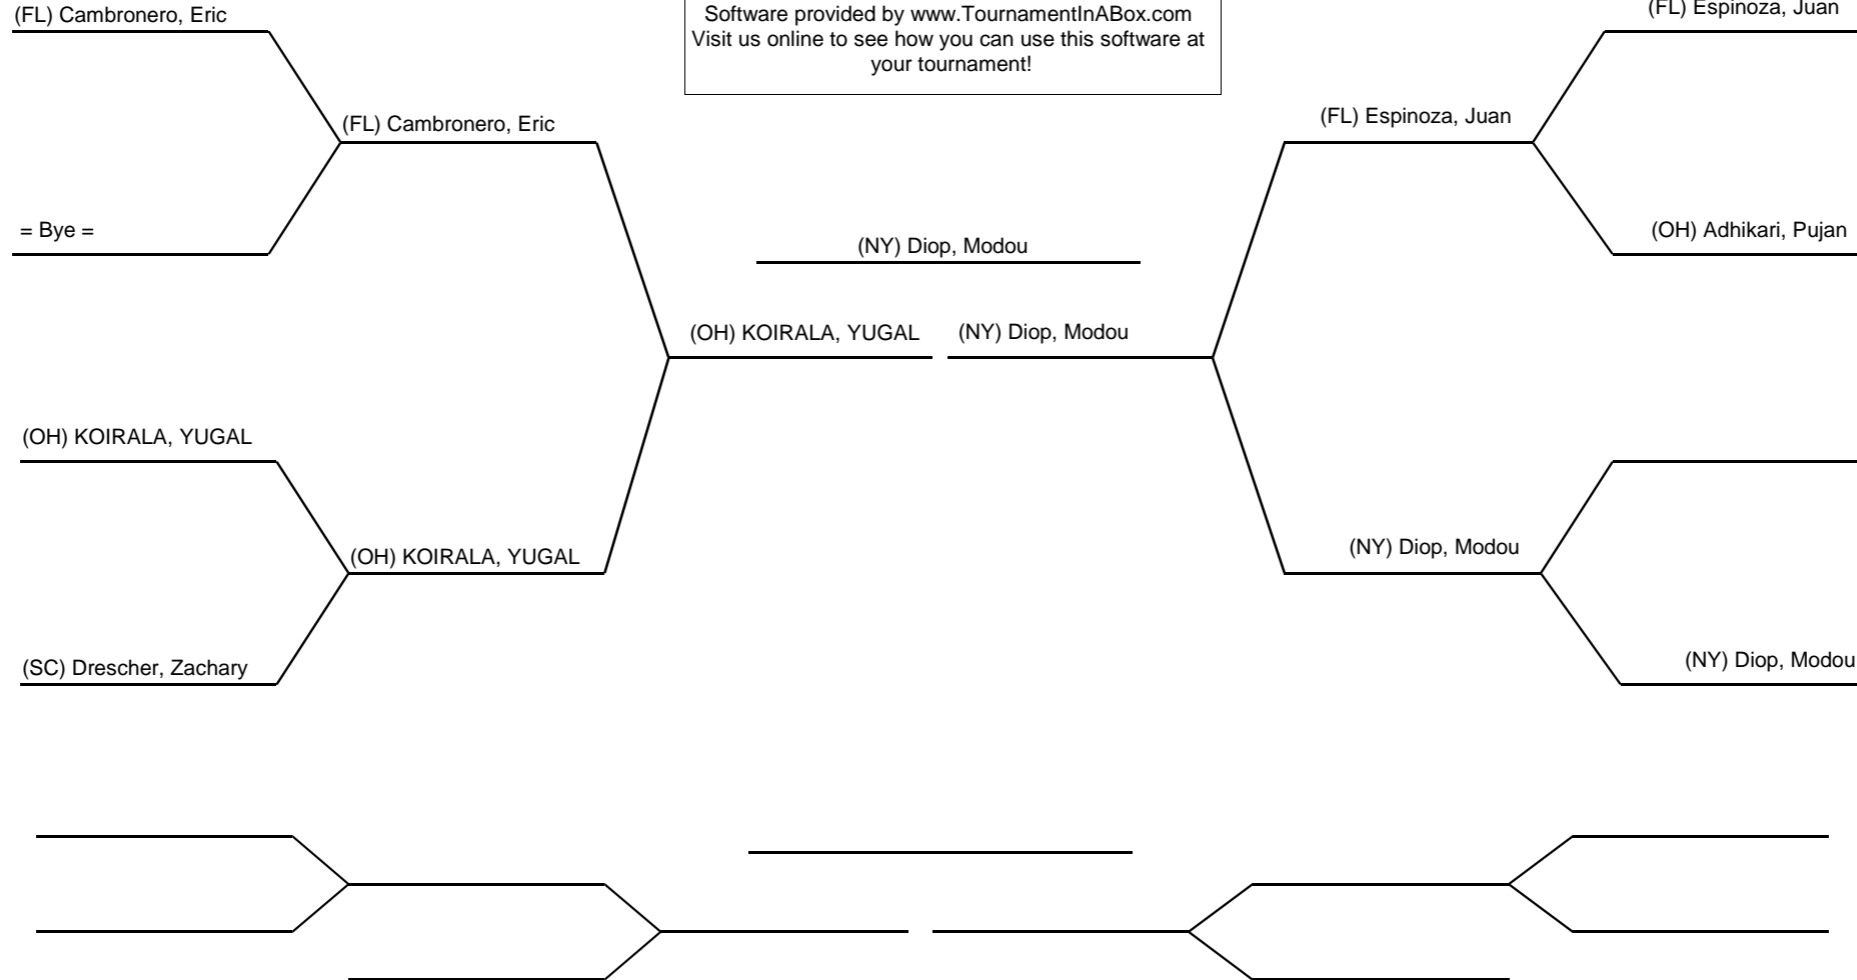 (FL) Cambronero, Eric
Software provided by www.TournamentInABox.com
Visit us online to see how you can use this software at
your tournament!
(FL) Espinoza, Juan
(FL) Cambronero, Eric
(FL) Espinoza, Juan
= Bye =
(NY) Diop, Modou
(OH) Adhikari, Pujan
(OH) KOIRALA, YUGAL
(NY) Diop, Modou
(OH) KOIRALA, YUGAL
(OH) KOIRALA, YUGAL
(NY) Diop, Modou
(SC) Drescher, Zachary
(NY) Diop, Modou